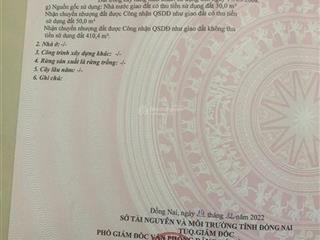 g) Nguồn gốc sử dụng: Nhà nước giao đất có thu tiền sử dụng đất 30,0 m²
Nhận chuyển nhượng đất được Công nhận QSDĐ như giao đất có thu tiền
sử dụng đất 50,0 m²
Nhận chuyển nhượng đất được Công nhận QSDĐ như giao đất không thu
tiền sử dụng đất 410,4 m².
2. Nhà ở: -/-
3. Công trình xây dựng khác: -/-
4. Rừng sản xuất là rừng trồng: -/-
5. Cây lâu năm: -/-
6. Ghi chú:
Đồng Nai, ngày tháng 12 năm 2022
SỞ TÀI NGUYÊN VÀ MÔI TRƯỜNG TỈNH ĐỒNG NAI
TUQ.GIÁM ĐỐC
PHÓ GIÁM ĐỐC VĂN PHÒNG